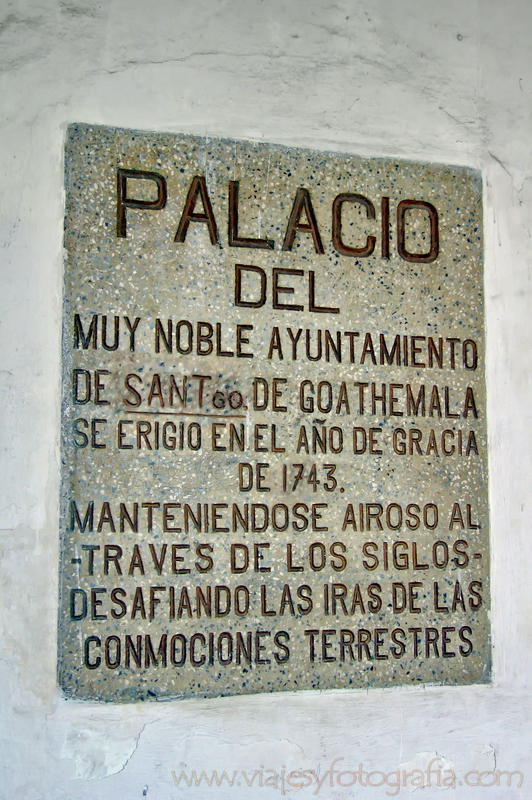 PALACIO
DEL
MUY NOBLE AYUNTAMIENTO
DE SANTGO DE GOATHEMALA
SE ERIGIO EN EL AÑO DE GRACIA
DE 1743.
MANTENIENDOSE AIROSO AL
-TRAVES DE LOS SIGLOS-
DESAFIANDO LAS IRAS DE LAS
CONMOCIONES TERRESTRES
www.viajesyfotografia.com